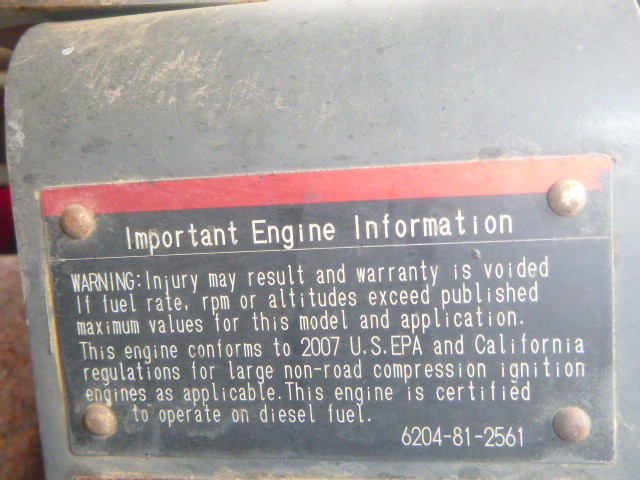 Important Engine Information
WARNING:Injury may result and warranty is voided
If fuel rate, rpm or altitudes exceed published
maximum values for this model and application.
This engine conforms to 2007 U.S.EPA and California
regulations for large non-road compression ignition
engines as applicable.This engine is certified
to operate on diesel fuel.
6204-81-2561